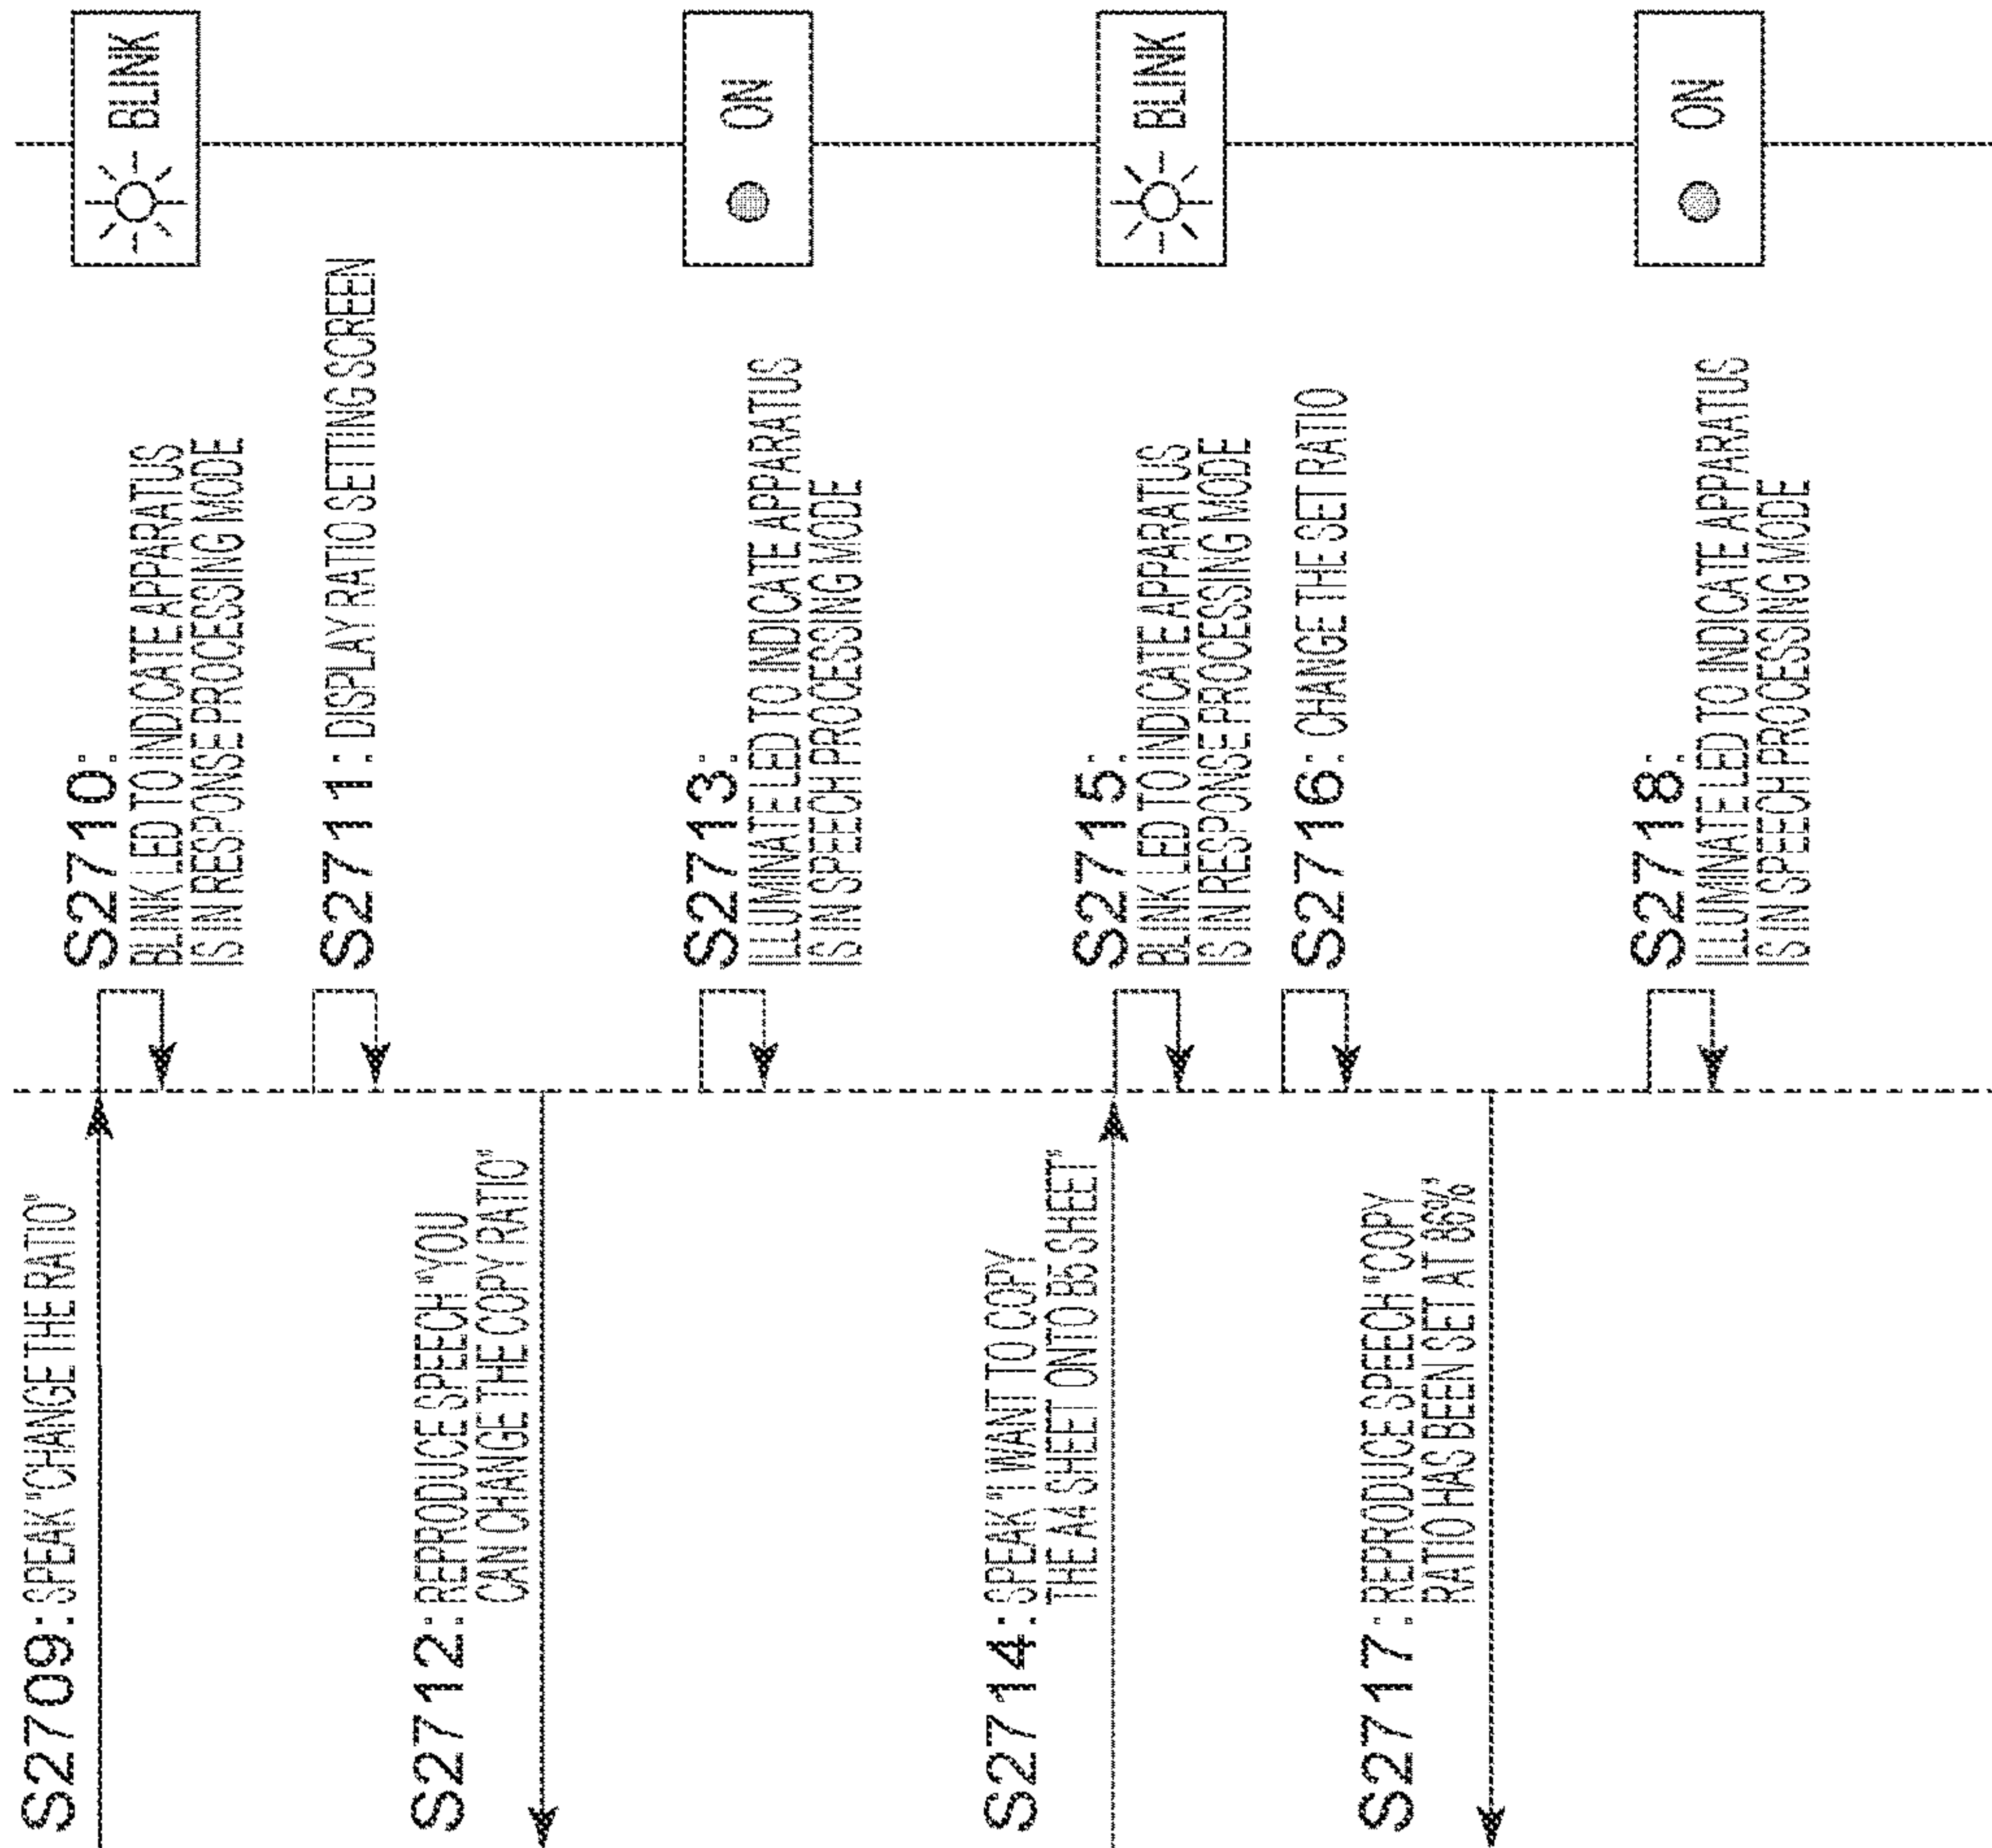 S2709: SPEAK "CHANGE THE RATIO"
S2710:
BLINK LED TO INDICATE APPARATUS
IS IN RESPONSE PROCESSING MODE
BLINK
S2711: DISPLAY RATIO SETTING SCREEN
S2712: REPRODUCE SPEECH "YOU
CAN CHANGE THE COPY RATIO"
S2713:
ILLUMINATE LED TO INDICATE APPARATUS
IS IN SPEECH PROCESSING MODE
ON
S2714: SPEAK "I WANT TO COPY
THE A4 SHEET ONTO B5 SHEET"
S2715:
BLINK LED TO INDICATE APPARATUS
IS IN RESPONSE PROCESSING MODE
BLINK
S2716: CHANGE THE SET RATIO
S2717: REPRODUCE SPEECH "COPY
RATIO HAS BEEN SET AT 86%"
S2718:
ILLUMINATE LED TO INDICATE APPARATUS
IS IN SPEECH PROCESSING MODE
ON